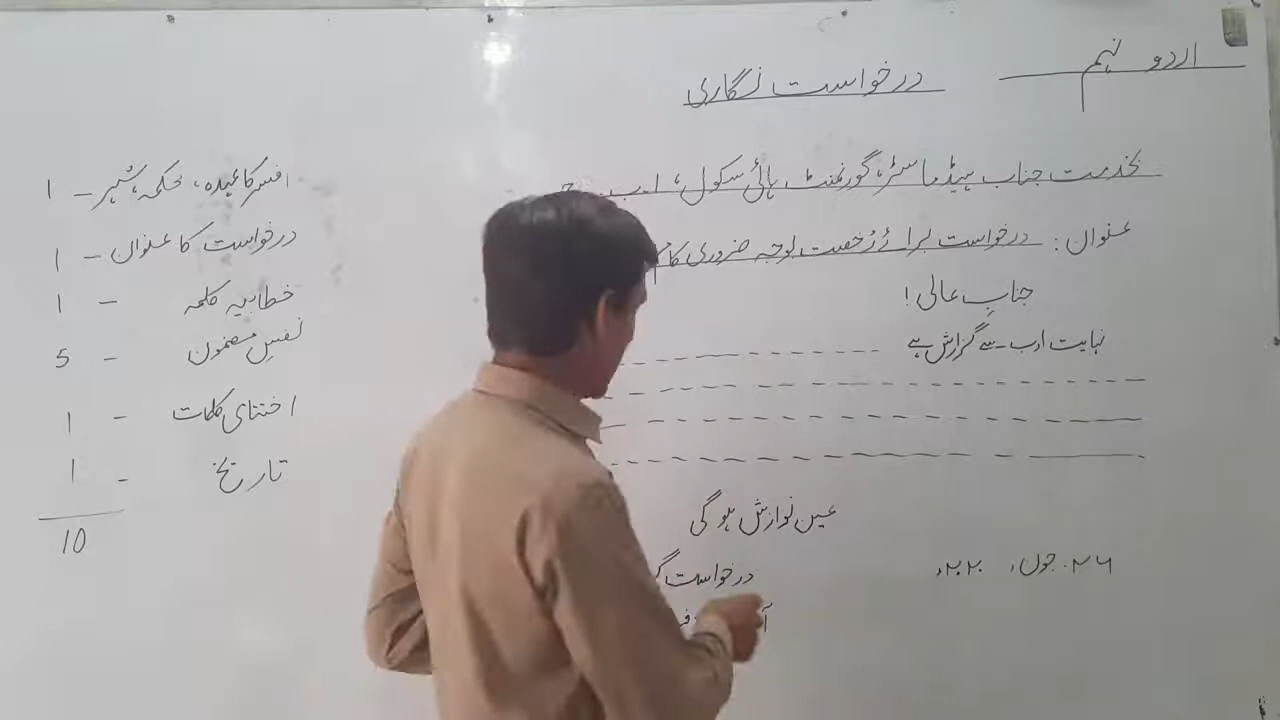 اردو نہم
درخواست نگاری
بخدمت جناب ہیڈ ماسٹر، گورنمنٹ ہائی سکول، ا۔ب۔ج
عنوان: درخواست برائے رُخصت بوجہ ضروری کام
جنابِ عالی!
نہایت ادب سے گزارش ہے
عین نوازش ہو گی
۲۶۔ جون، ۲۰۲۰ء
درخواست
افسر کا عہدہ، محکمہ، شہر - 1
درخواست کا عنوان - 1
خطابیہ کلمہ - 1
نفسِ مضمون - 5
اختتامی کلمات - 1
تاریخ - 1
10